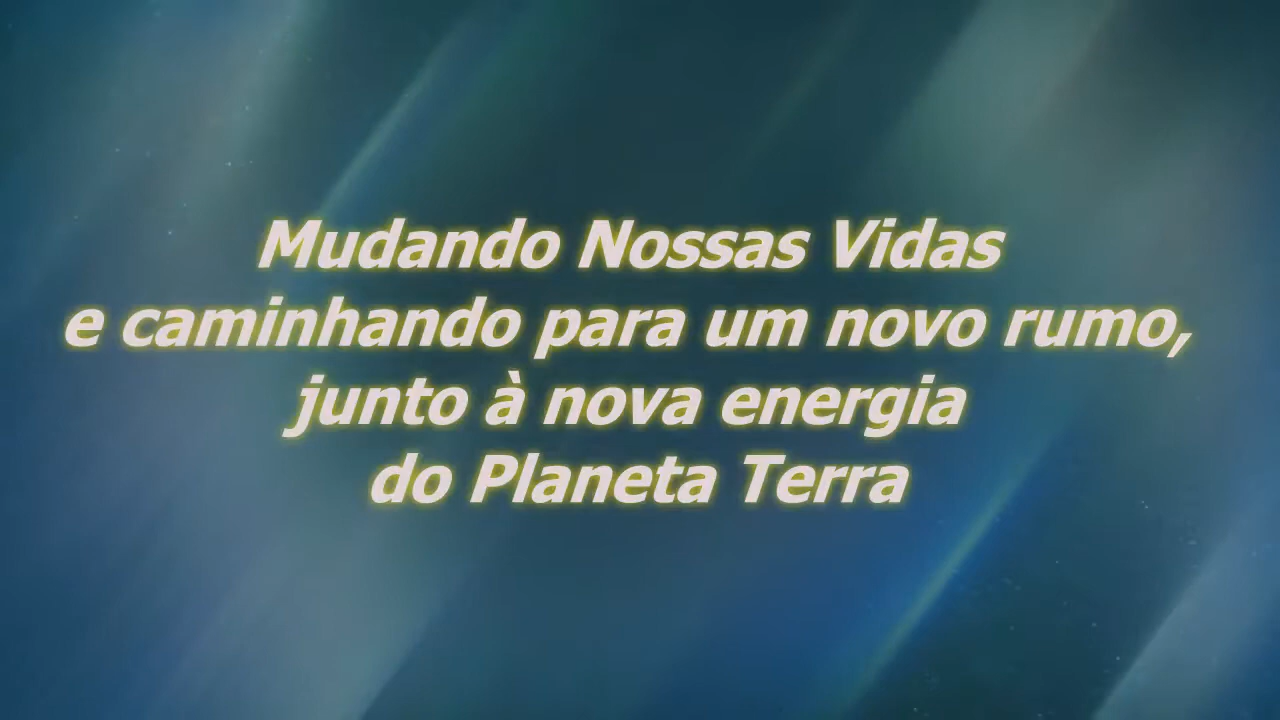 Mudando Nossas Vidas
e caminhando para um novo rumo,
junto à nova energia
do Planeta Terra